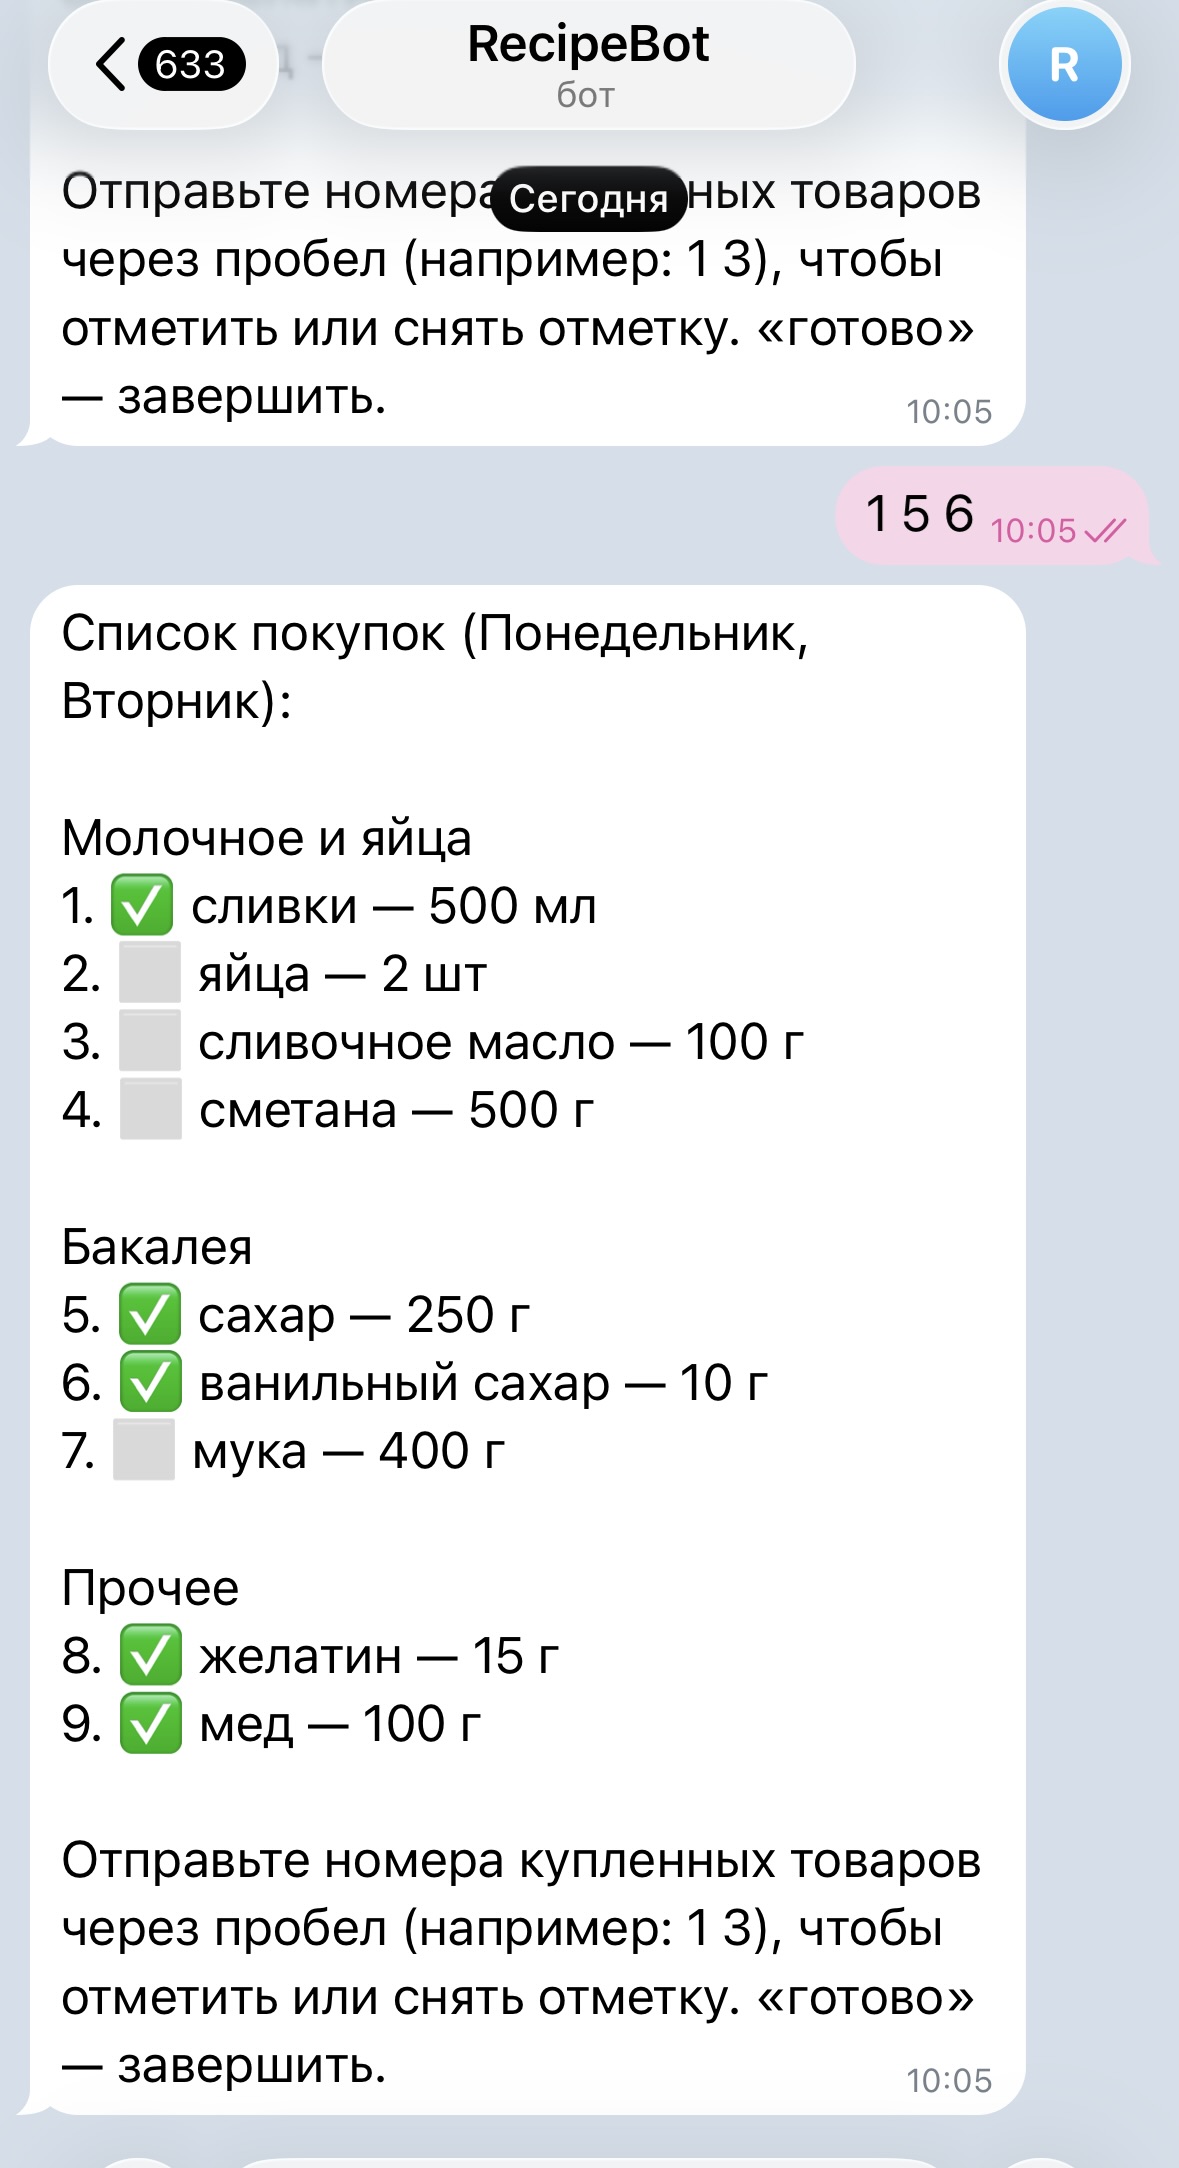 633
RecipeBot
бот
R
Сегодня
Отправьте номера ных товаров
через пробел (например: 1 3), чтобы
отметить или снять отметку. «готово»
— завершить.
10:05
1 5 6 10:05
Список покупок (Понедельник,
Вторник):
Молочное и яйца
1. ✅ сливки — 500 мл
2. ⬜ яйца — 2 шт
3. ⬜ сливочное масло — 100 г
4. ⬜ сметана — 500 г
Бакалея
5. ✅ сахар — 250 г
6. ✅ ванильный сахар — 10 г
7. ⬜ мука — 400 г
Прочее
8. ✅ желатин — 15 г
9. ✅ мед — 100 г
Отправьте номера купленных товаров
через пробел (например: 1 3), чтобы
отметить или снять отметку. «готово»
— завершить.
10:05